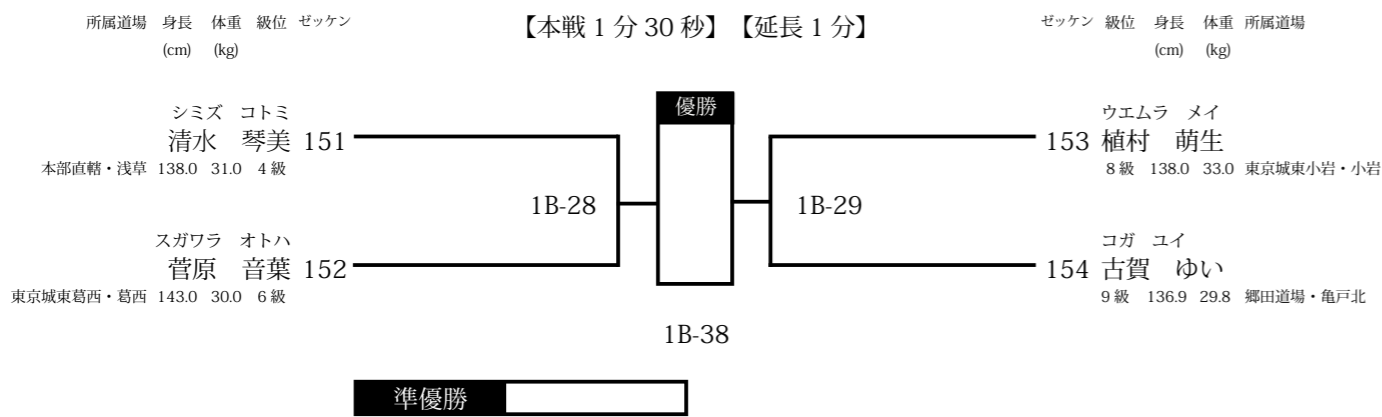 所属道場 身長 体重 級位 ゼッケン
(cm) (kg)
【本戦 1 分 30 秒】【延長 1 分】
ゼッケン 級位 身長 体重 所属道場
(cm) (kg)
優勝
シミズ コトミ
清水 琴美 151
本部直轄・浅草 138.0 31.0 4 級
1B-28
スガワラ オトハ
菅原 音葉 152
東京城東葛西・葛西 143.0 30.0 6 級
ウエムラ メイ
153 植村 萌生
8 級 138.0 33.0 東京城東小岩・小岩
1B-29
コガ ユイ
154 古賀 ゆい
9 級 136.9 29.8 郷田道場・亀戸北
1B-38
準優勝